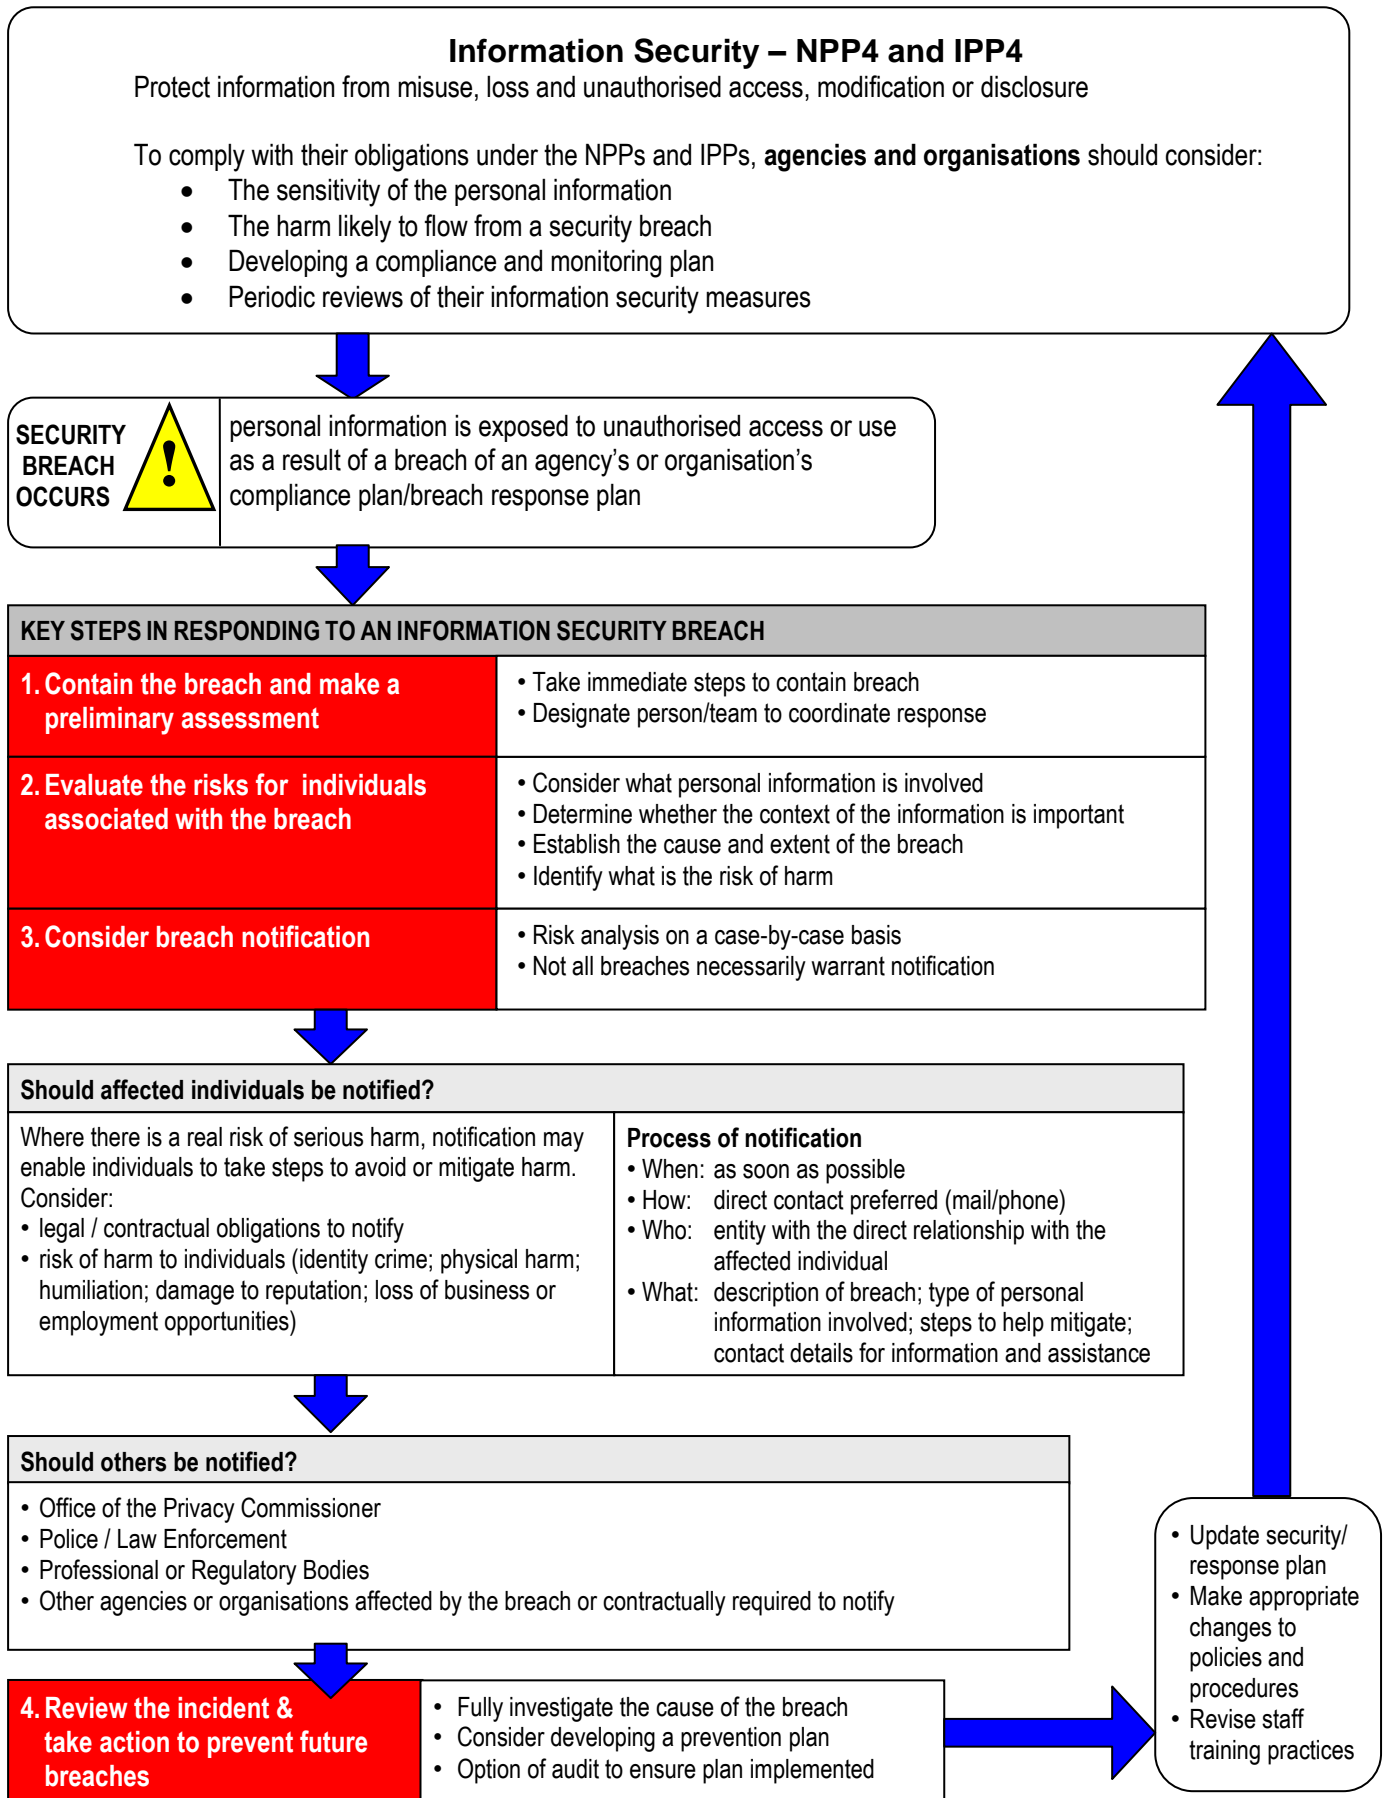 Information Security – NPP4 and IPP4
Protect information from misuse, loss and unauthorised access, modification or disclosure
To comply with their obligations under the NPPs and IPPs, agencies and organisations should consider:
• The sensitivity of the personal information
• The harm likely to flow from a security breach
• Developing a compliance and monitoring plan
• Periodic reviews of their information security measures
SECURITY
BREACH
OCCURS
!
personal information is exposed to unauthorised access or use
as a result of a breach of an agency’s or organisation’s
compliance plan/breach response plan
KEY STEPS IN RESPONDING TO AN INFORMATION SECURITY BREACH
1. Contain the breach and make a
preliminary assessment
• Take immediate steps to contain breach
• Designate person/team to coordinate response
2. Evaluate the risks for individuals
associated with the breach
• Consider what personal information is involved
• Determine whether the context of the information is important
• Establish the cause and extent of the breach
• Identify what is the risk of harm
3. Consider breach notification
• Risk analysis on a case-by-case basis
• Not all breaches necessarily warrant notification
Should affected individuals be notified?
Where there is a real risk of serious harm, notification may
enable individuals to take steps to avoid or mitigate harm.
Consider:
• legal / contractual obligations to notify
• risk of harm to individuals (identity crime; physical harm;
humiliation; damage to reputation; loss of business or
employment opportunities)
Process of notification
• When: as soon as possible
• How: direct contact preferred (mail/phone)
• Who: entity with the direct relationship with the
affected individual
• What: description of breach; type of personal
information involved; steps to help mitigate;
contact details for information and assistance
Should others be notified?
• Office of the Privacy Commissioner
• Police / Law Enforcement
• Professional or Regulatory Bodies
• Other agencies or organisations affected by the breach or contractually required to notify
4. Review the incident &
take action to prevent future
breaches
• Fully investigate the cause of the breach
• Consider developing a prevention plan
• Option of audit to ensure plan implemented
• Update security/
response plan
• Make appropriate
changes to
policies and
procedures
• Revise staff
training practices